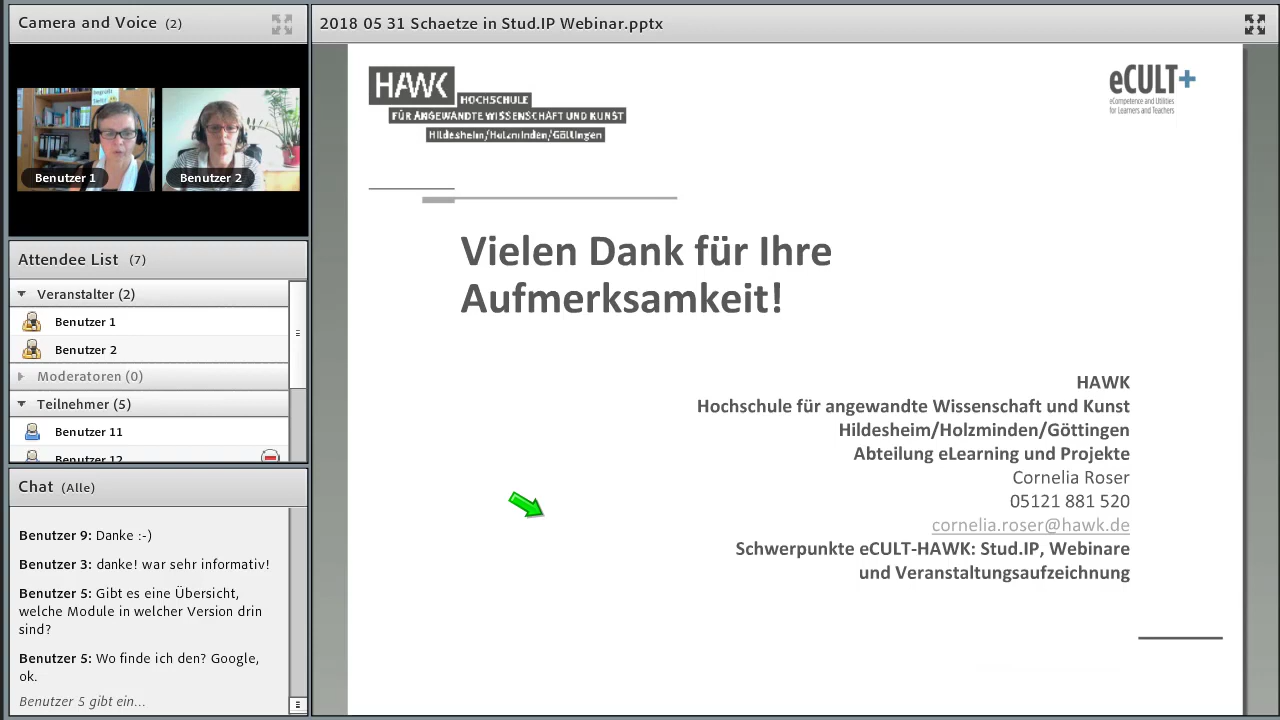 Camera and Voice (2)
Benutzer 1
Benutzer 2
Attendee List (7)
Veranstalter (2)
Benutzer 1
Benutzer 2
Moderatoren (0)
Teilnehmer (5)
Benutzer 11
Benutzer 12
Chat (Alle)
Benutzer 9: Danke :-)
Benutzer 3: danke! war sehr informativ!
Benutzer 5: Gibt es eine Übersicht,
welche Module in welcher Version drin
sind?
Benutzer 5: Wo finde ich den? Google,
ok.
Benutzer 5 gibt ein...
2018 05 31 Schaetze in Stud.IP Webinar.pptx
HAWK
HOCHSCHULE
FÜR ANGEWANDTE WISSENSCHAFT UND KUNST
Hildesheim/Holzminden/Göttingen
eCULT+
eCompetence and Utilities
for Learners and Teachers
Vielen Dank für Ihre
Aufmerksamkeit!
HAWK
Hochschule für angewandte Wissenschaft und Kunst
Hildesheim/Holzminden/Göttingen
Abteilung eLearning und Projekte
Cornelia Roser
05121 881 520
cornelia.roser@hawk.de
Schwerpunkte eCULT-HAWK: Stud.IP, Webinare
und Veranstaltungsaufzeichnung